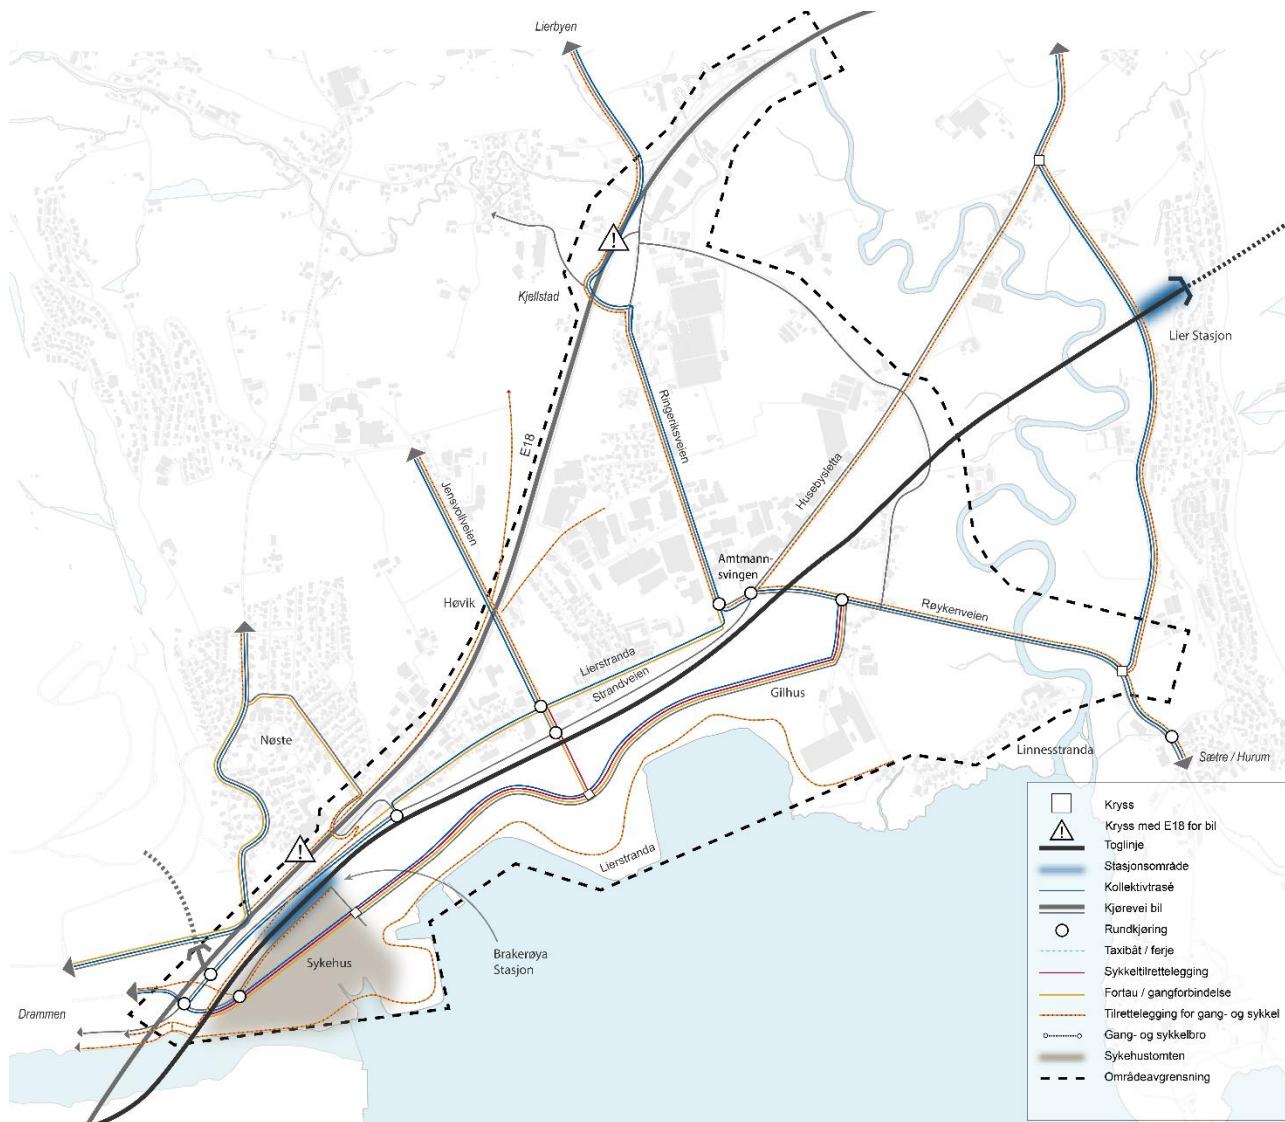 Lierbyen
Kjellstad
Lier Stasjon
E18
Ringeriksveien
Jensvollveien
Husebysletta
Amtmann-
svingen
Høvik
Røykenveien
Lierstranda
Strandveien
Gilhus
Nøste
Linnesstranda
Sætre / Hurum
Lierstranda
Brakerøya
Stasjon
Sykehus
Drammen
Kryss
Kryss med E18 for bil
Toglinje
Stasjonsområde
Kollektivtrasé
Kjørevei bil
Rundkjøring
Taxibåt / ferje
Sykkeltilrettelegging
Fortau / gangforbindelse
Tilrettelegging for gang- og sykkel
Gang- og sykkelbro
Sykehustomten
Områdeavgrensning